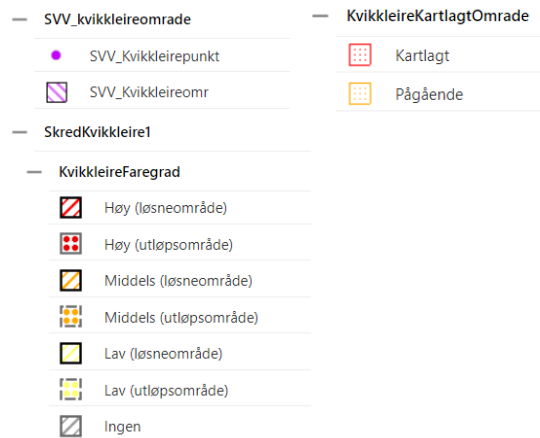 SVV_kvikkleireomrade
SVV_Kvikkleirepunkt
SVV_Kvikkleireomr
SkredKvikkleire1
KvikkleireFaregrad
Høy (løsneområde)
Høy (utløpsområde)
Middels (løsneområde)
Middels (utløpsområde)
Lav (løsneområde)
Lav (utløpsområde)
Ingen
KvikkleireKartlagtOmrade
Kartlagt
Pågående